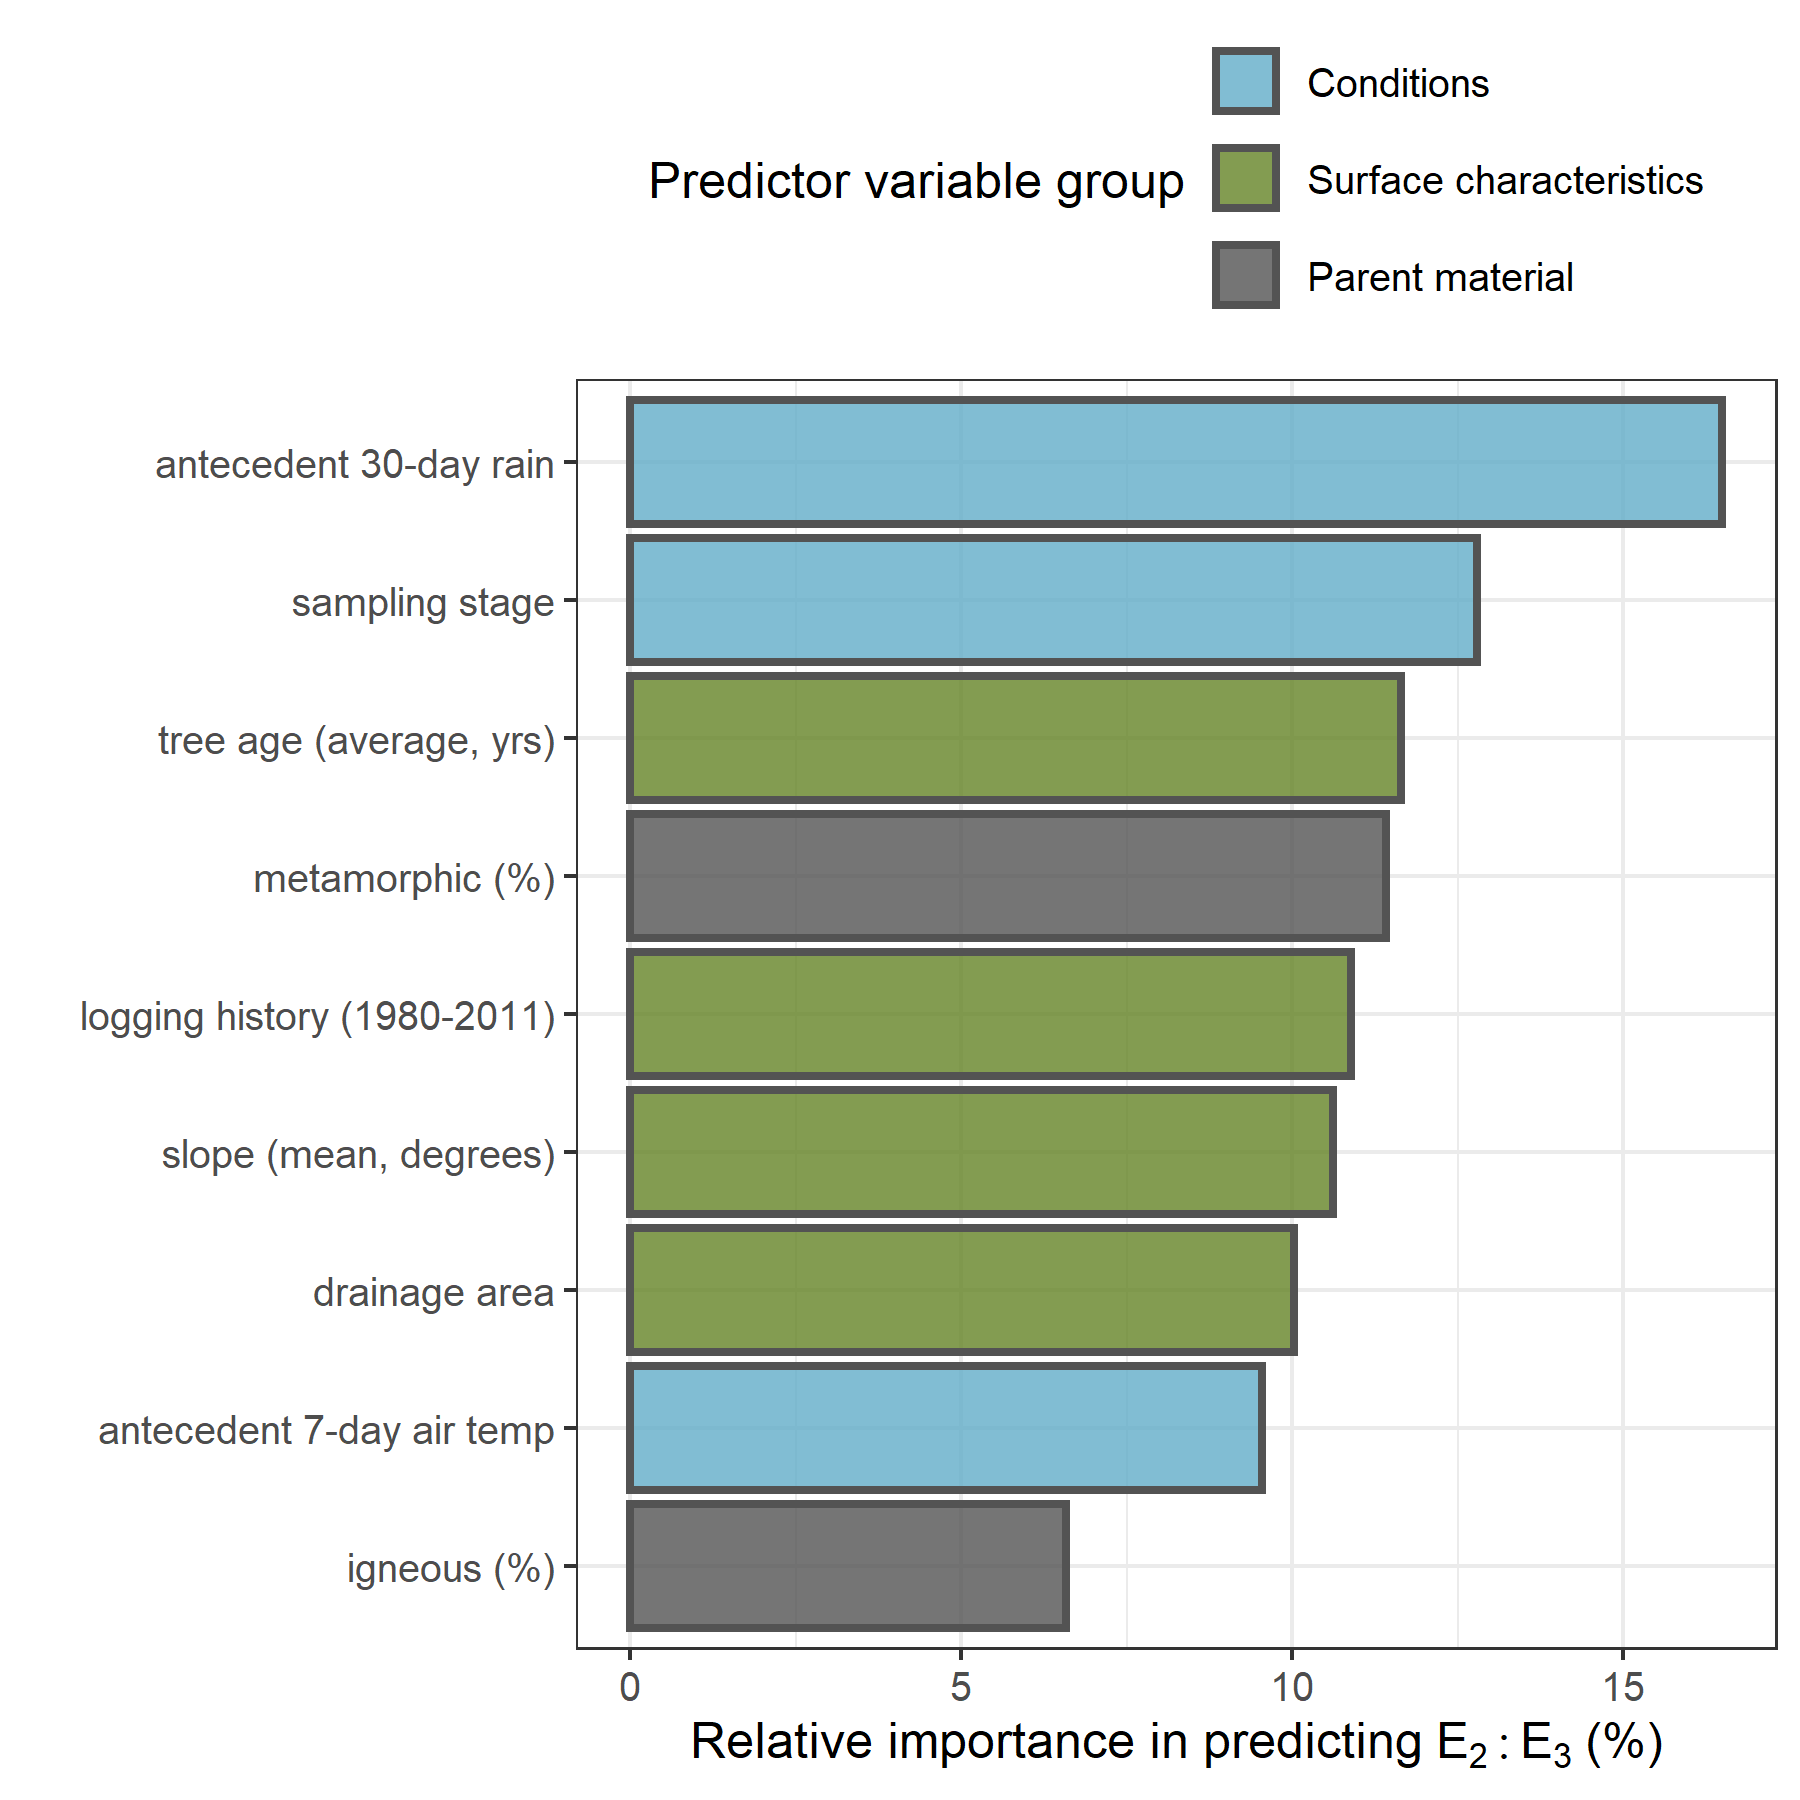 Conditions
Predictor variable group
Surface characteristics
Parent material
antecedent 30-day rain
sampling stage
tree age (average, yrs)
metamorphic (%)
logging history (1980-2011)
slope (mean, degrees)
drainage area
antecedent 7-day air temp
igneous (%)
0 5 10 15
Relative importance in predicting E₂ : E₃ (%)